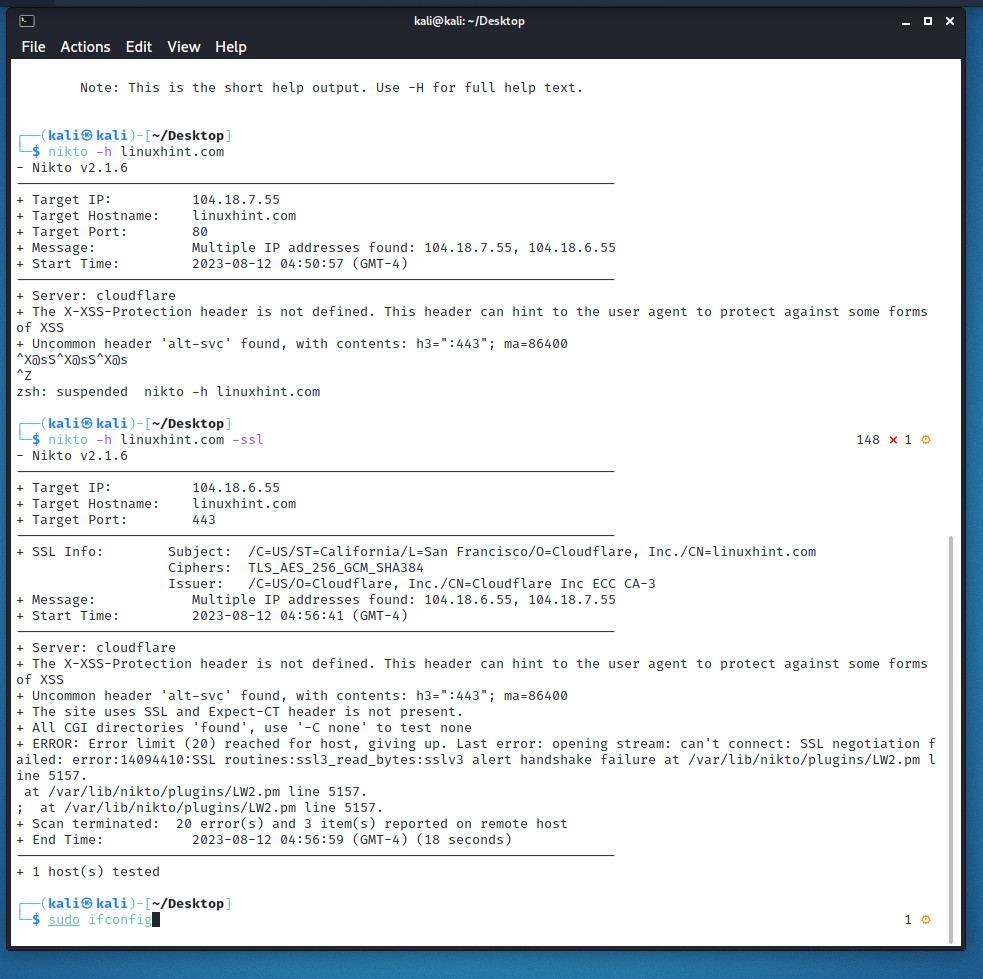 kali@kali: ~/Desktop
File Actions Edit View Help
Note: This is the short help output. Use -H for full help text.
┌──(kali㉿kali)-[~/Desktop]
└─$ nikto -h linuxhint.com
- Nikto v2.1.6
+ Target IP: 104.18.7.55
+ Target Hostname: linuxhint.com
+ Target Port: 80
+ Message: Multiple IP addresses found: 104.18.7.55, 104.18.6.55
+ Start Time: 2023-08-12 04:50:57 (GMT-4)
+ Server: cloudflare
+ The X-XSS-Protection header is not defined. This header can hint to the user agent to protect against some forms
of XSS
+ Uncommon header 'alt-svc' found, with contents: h3=":443"; ma=86400
^X@sS^X@sS^X@s
^Z
zsh: suspended  nikto -h linuxhint.com
┌──(kali㉿kali)-[~/Desktop]
└─$ nikto -h linuxhint.com -ssl 148 ⨯ 1 ⚙
- Nikto v2.1.6
+ Target IP: 104.18.6.55
+ Target Hostname: linuxhint.com
+ Target Port: 443
+ SSL Info: Subject: /C=US/ST=California/L=San Francisco/O=Cloudflare, Inc./CN=linuxhint.com
Ciphers: TLS_AES_256_GCM_SHA384
Issuer: /C=US/O=Cloudflare, Inc./CN=Cloudflare Inc ECC CA-3
+ Message: Multiple IP addresses found: 104.18.6.55, 104.18.7.55
+ Start Time: 2023-08-12 04:56:41 (GMT-4)
+ Server: cloudflare
+ The X-XSS-Protection header is not defined. This header can hint to the user agent to protect against some forms
of XSS
+ Uncommon header 'alt-svc' found, with contents: h3=":443"; ma=86400
+ The site uses SSL and Expect-CT header is not present.
+ All CGI directories 'found', use '-C none' to test none
+ ERROR: Error limit (20) reached for host, giving up. Last error: opening stream: can't connect: SSL negotiation f
ailed: error:14094410:SSL routines:ssl3_read_bytes:sslv3 alert handshake failure at /var/lib/nikto/plugins/LW2.pm l
ine 5157.
at /var/lib/nikto/plugins/LW2.pm line 5157.
;  at /var/lib/nikto/plugins/LW2.pm line 5157.
+ Scan terminated:  20 error(s) and 3 item(s) reported on remote host
+ End Time: 2023-08-12 04:56:59 (GMT-4) (18 seconds)
+ 1 host(s) tested
┌──(kali㉿kali)-[~/Desktop]
└─$ sudo ifconfig 1 ⚙